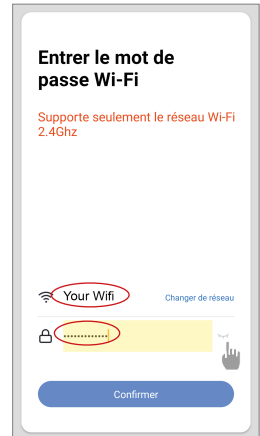 Entrer le mot de
passe Wi-Fi
Supporte seulement le réseau Wi-Fi
2.4Ghz
Your Wifi
Changer de réseau
•••••••••••••
Confirmer